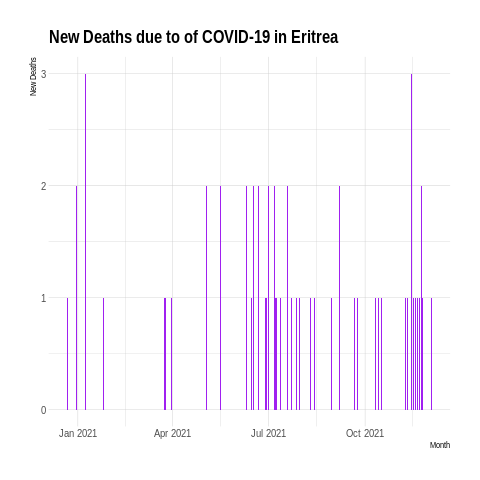 New Deaths due to of COVID-19 in Eritrea
New Deaths
3
2
1
0
Jan 2021 Apr 2021 Jul 2021 Oct 2021
Month